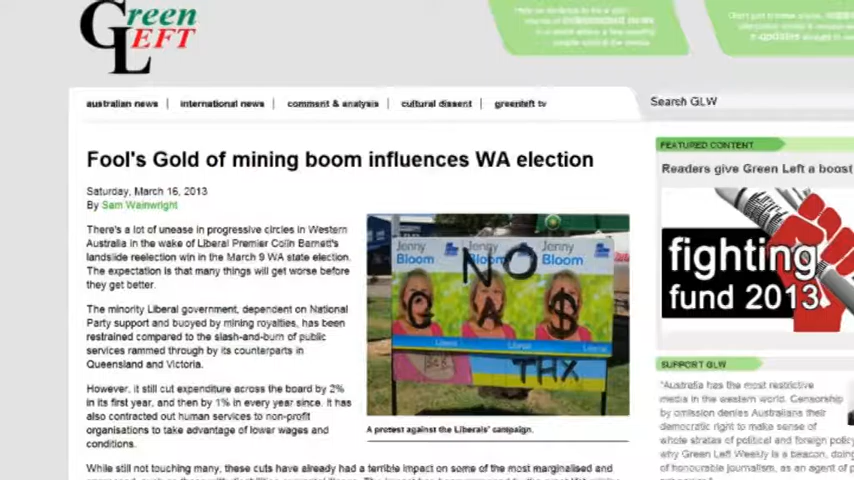 Green
LEFT
australian news | international news | comment & analysis | cultural dissent | greenleft tv
Search GLW
Fool's Gold of mining boom influences WA election
Saturday, March 16, 2013
By Sam Wainwright
There's a lot of unease in progressive circles in Western
Australia in the wake of Liberal Premier Colin Barnett's
landslide reelection win in the March 9 WA state election.
The expectation is that many things will get worse before
they get better.
The minority Liberal government, dependent on National
Party support and buoyed by mining royalties, has been
restrained compared to the slash-and-burn of public
services rammed through by its counterparts in
Queensland and Victoria.
However, it still cut expenditure across the board by 2%
in its first year, and then by 1% in every year since. It has
also contracted out human services to non-profit
organisations to take advantage of lower wages and
conditions.
While still not touching many, these cuts have already had a terrible impact on some of the most marginalised and
Jenny Jenny Jenny
Bloom Bloom Bloom
NO
GA$
THX
A protest against the Liberals' campaign.
FEATURED CONTENT
Readers give Green Left a boost
fighting
fund 2013
SUPPORT GLW
"Australia has the most restrictive
media in the western world. Censorship
by omission denies Australians their
democratic right to make sense of
whole stratas of political and foreign policy
why Green Left Weekly is a beacon, doing
of honourable journalism, as an agent of p